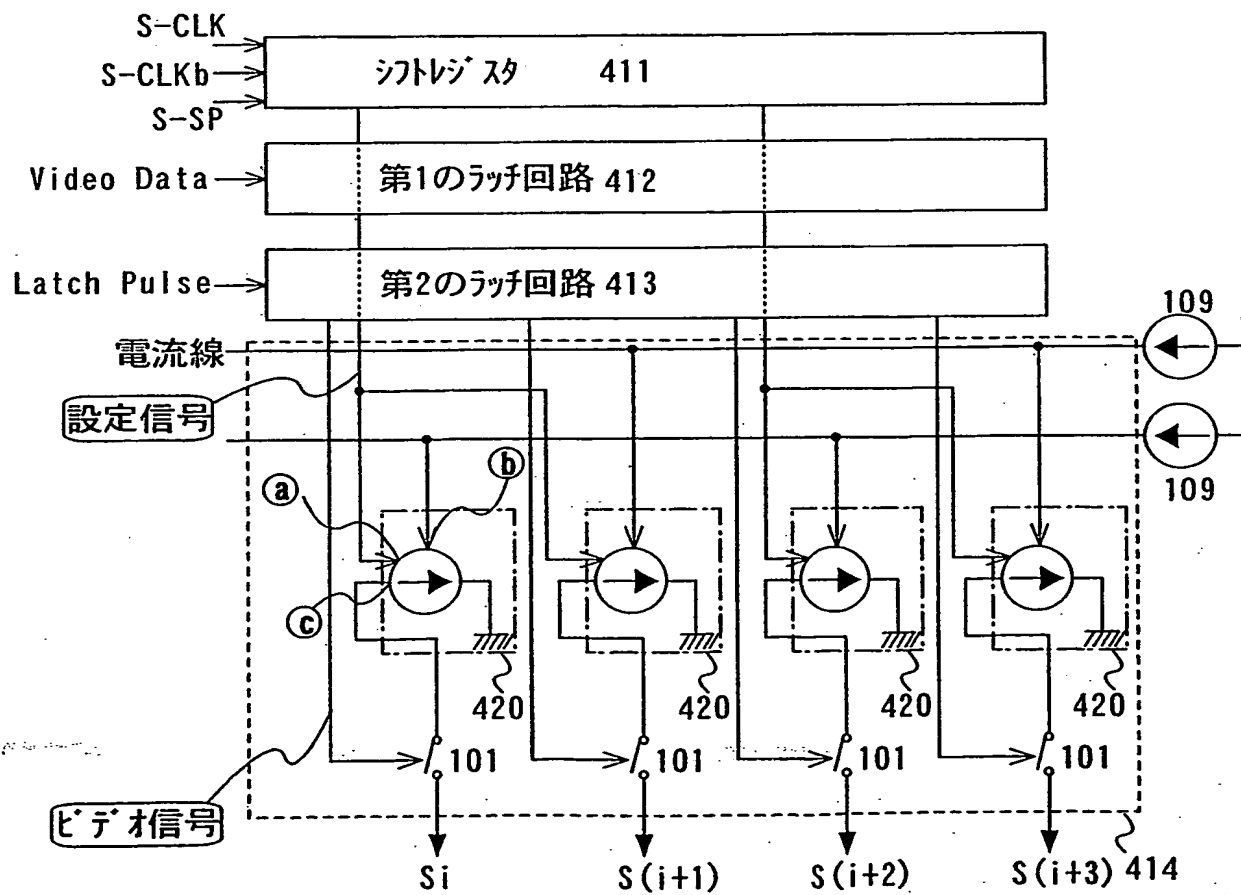 S-CLK
S-CLKb
S-SP
シフトレジスタ 411
Video Data
第1のラッチ回路 412
Latch Pulse
第2のラッチ回路 413
109
電流線
設定信号
109
ⓐ
ⓑ
ⓒ
420
420
420
420
101
101
101
101
ビデオ信号
Si
S(i+1)
S(i+2)
S(i+3)
414